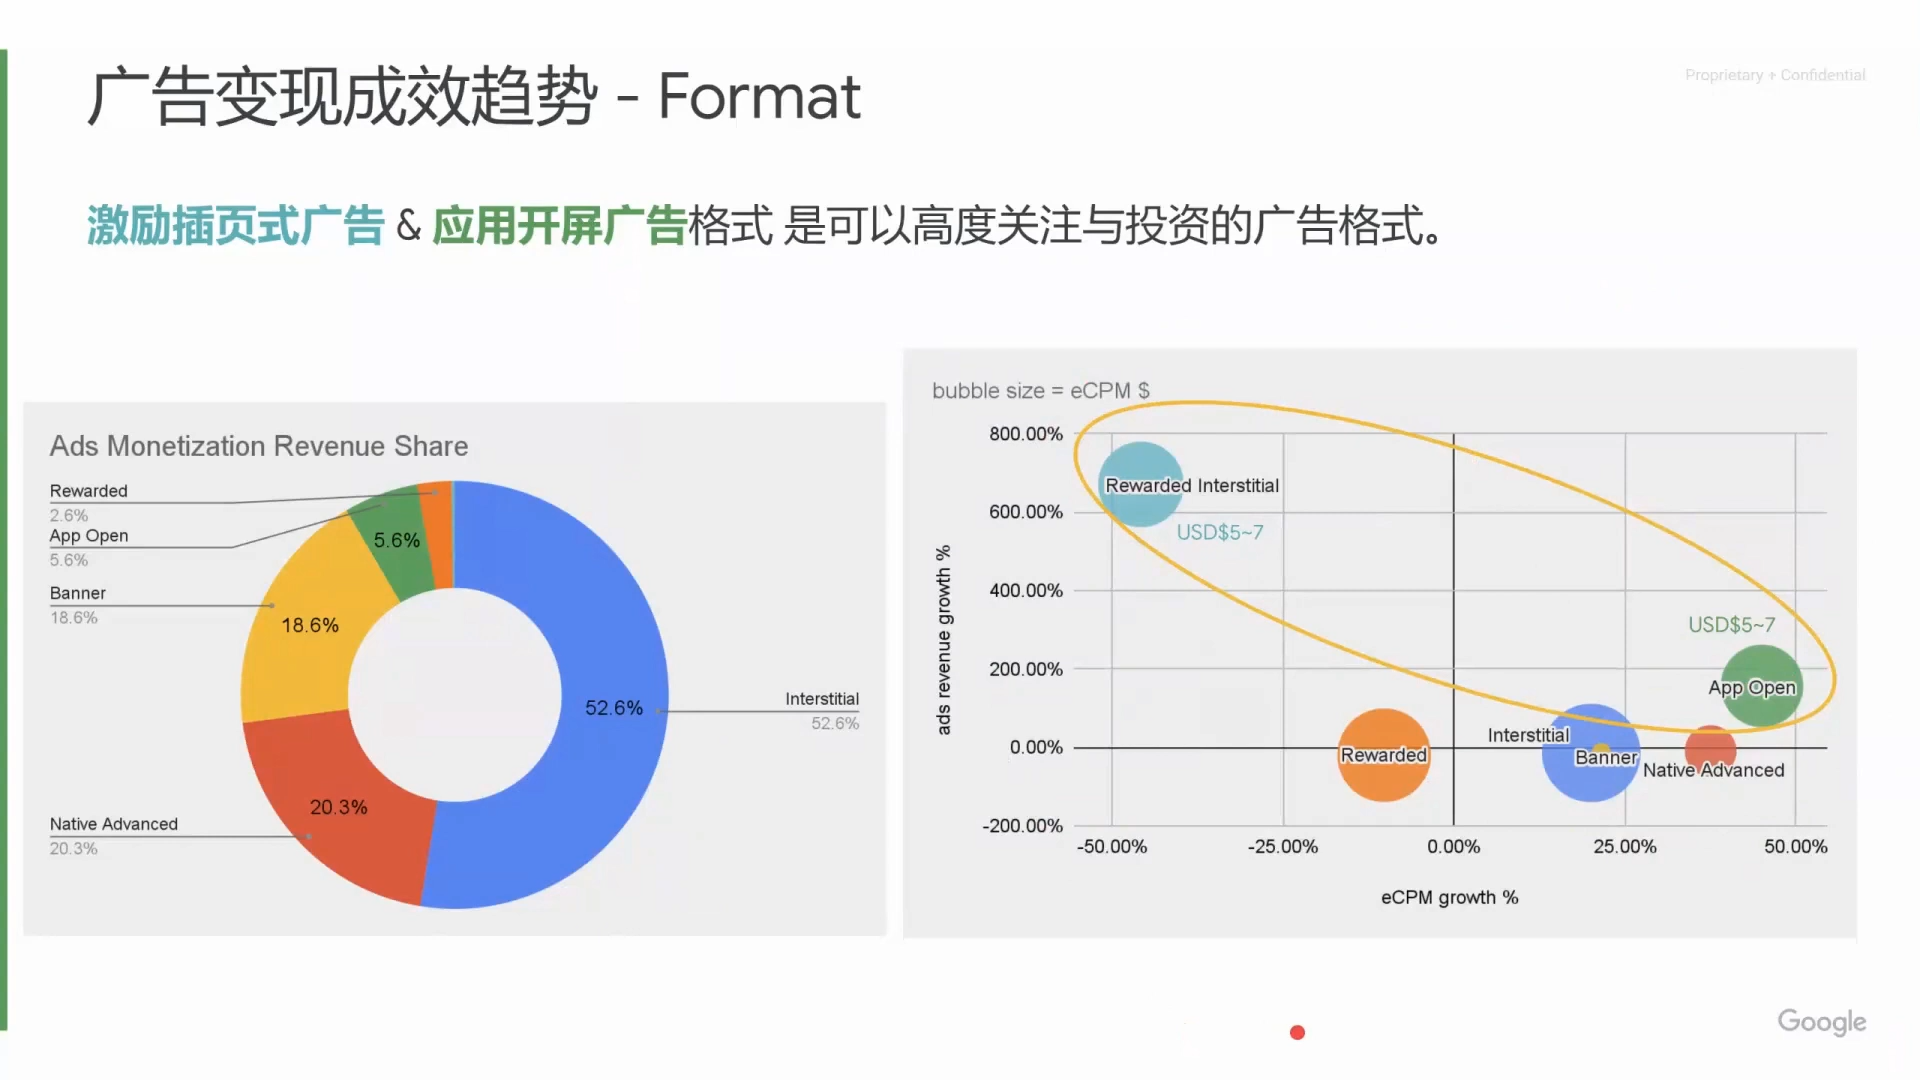 广告变现成效趋势 - Format
Proprietary + Confidential
激励插页式广告 & 应用开屏广告格式 是可以高度关注与投资的广告格式。
Ads Monetization Revenue Share
Rewarded
2.6%
App Open
5.6%
Banner
18.6%
Native Advanced
20.3%
5.6%
18.6%
20.3%
52.6%
Interstitial
52.6%
bubble size = eCPM $
800.00%
600.00%
400.00%
200.00%
0.00%
-200.00%
ads revenue growth %
Rewarded Interstitial
USD$5~7
USD$5~7
App Open
Rewarded
Interstitial
Banner
Native Advanced
-50.00%
-25.00%
0.00%
25.00%
50.00%
eCPM growth %
Google